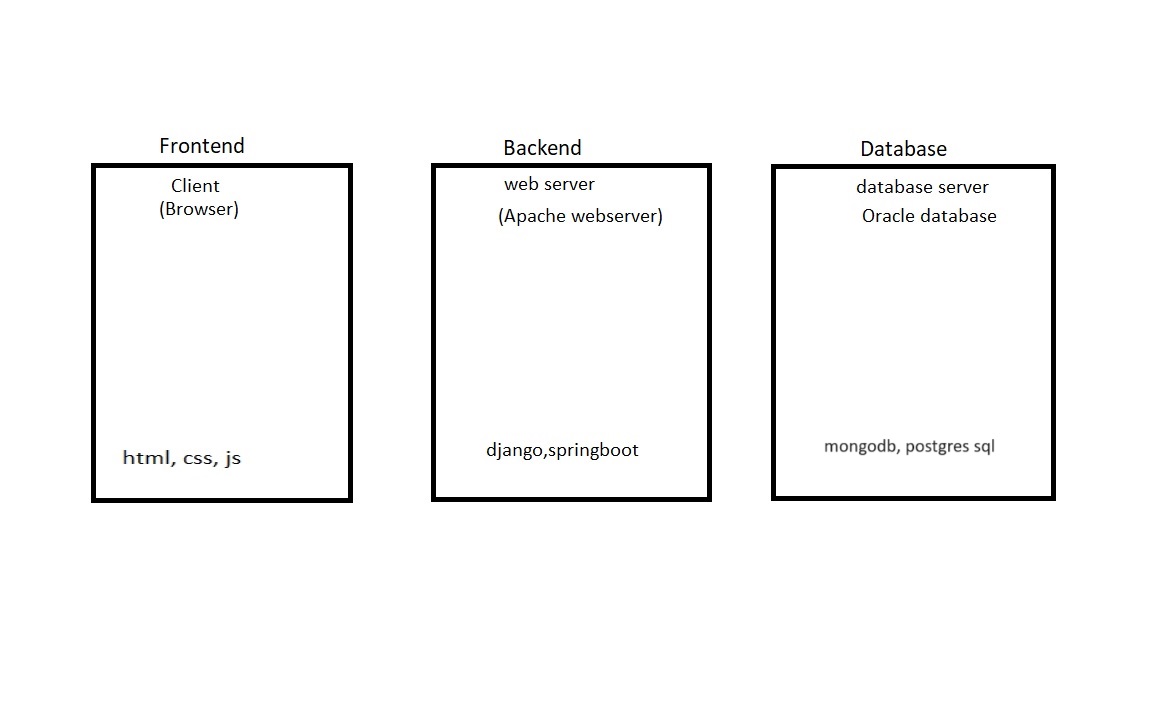 Frontend
Client
(Browser)
html, css, js
Backend
web server
(Apache webserver)
django,springboot
Database
database server
Oracle database
mongodb, postgres sql